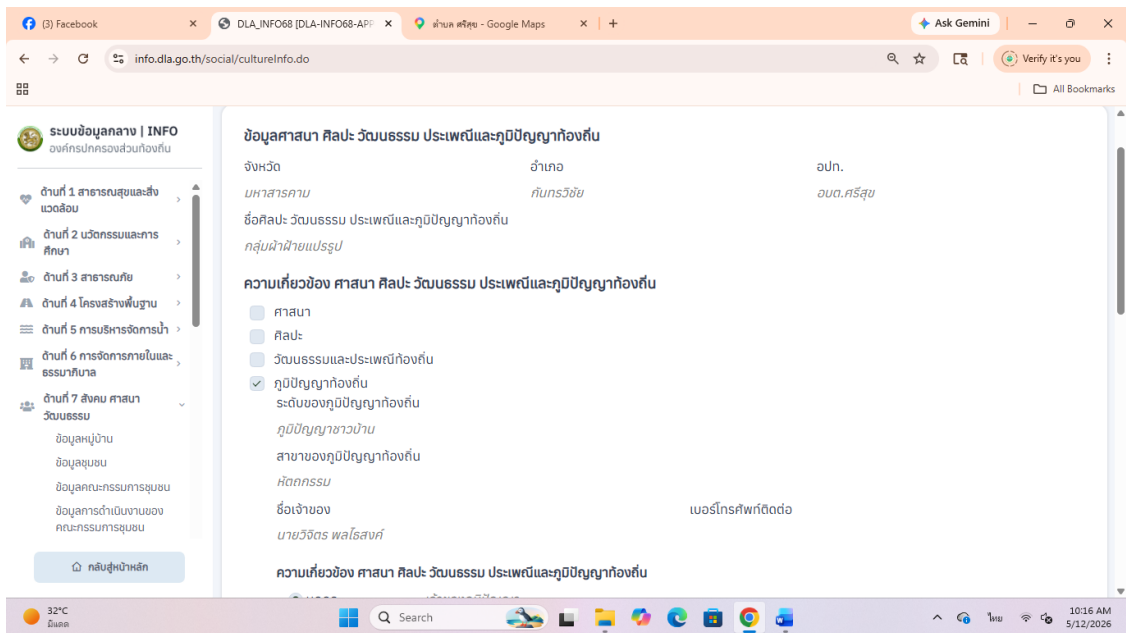 (3) Facebook
DLA_INFO68 [DLA-INFO68-APP
ตำบล ศรีสุข - Google Maps
Ask Gemini
info.dla.go.th/social/cultureInfo.do
Verify it's you
All Bookmarks
ระบบข้อมูลกลาง | INFO
องค์กรปกครองส่วนท้องถิ่น
ด้านที่ 1 สาธารณสุขและสิ่ง
แวดล้อม
ด้านที่ 2 นวัตกรรมและการ
ศึกษา
ด้านที่ 3 สาธารณภัย
ด้านที่ 4 โครงสร้างพื้นฐาน
ด้านที่ 5 การบริหารจัดการน้ำ
ด้านที่ 6 การจัดการภายในและ
ธรรมาภิบาล
ด้านที่ 7 สังคม ศาสนา
วัฒนธรรม
ข้อมูลหมู่บ้าน
ข้อมูลชุมชน
ข้อมูลคณะกรรมการชุมชน
ข้อมูลการดำเนินงานของ
คณะกรรมการชุมชน
กลับสู่หน้าหลัก
ข้อมูลศาสนา ศิลปะ วัฒนธรรม ประเพณีและภูมิปัญญาท้องถิ่น
จังหวัด อำเภอ อปท.
มหาสารคาม กันทรวิชัย อบต.ศรีสุข
ชื่อศิลปะ วัฒนธรรม ประเพณีและภูมิปัญญาท้องถิ่น
กลุ่มผ้าฝ้ายแปรรูป
ความเกี่ยวข้อง ศาสนา ศิลปะ วัฒนธรรม ประเพณีและภูมิปัญญาท้องถิ่น
ศาสนา
ศิลปะ
วัฒนธรรมและประเพณีท้องถิ่น
ภูมิปัญญาท้องถิ่น
ระดับของภูมิปัญญาท้องถิ่น
ภูมิปัญญาชาวบ้าน
สาขาของภูมิปัญญาท้องถิ่น
หัตถกรรม
ชื่อเจ้าของ เบอร์โทรศัพท์ติดต่อ
นายวิจิตร พลไธสงค์
ความเกี่ยวข้อง ศาสนา ศิลปะ วัฒนธรรม ประเพณีและภูมิปัญญาท้องถิ่น
32°C
มีแดด
Search
ไทย
10:16 AM
5/12/2026